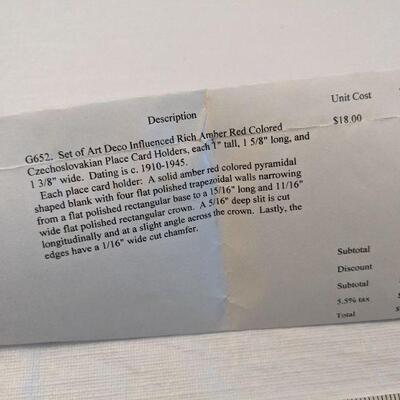 Description
Unit Cost
G652. Set of Art Deco Influenced Rich Amber Red Colored
$18.00
Czechoslovakian Place Card Holders, each 1" tall, 1 5/8" long, and
1 3/8" wide. Dating is c. 1910-1945.
Each place card holder: A solid amber red colored pyramidal
shaped blank with four flat polished trapezoidal walls narrowing
from a flat polished rectangular base to a 15/16" long and 11/16"
wide flat polished rectangular crown. A 5/16" deep slit is cut
longitudinally and at a slight angle across the crown. Lastly, the
edges have a 1/16" wide cut chamfer.
Subtotal
Discount
Subtotal
5.5% tax
Total